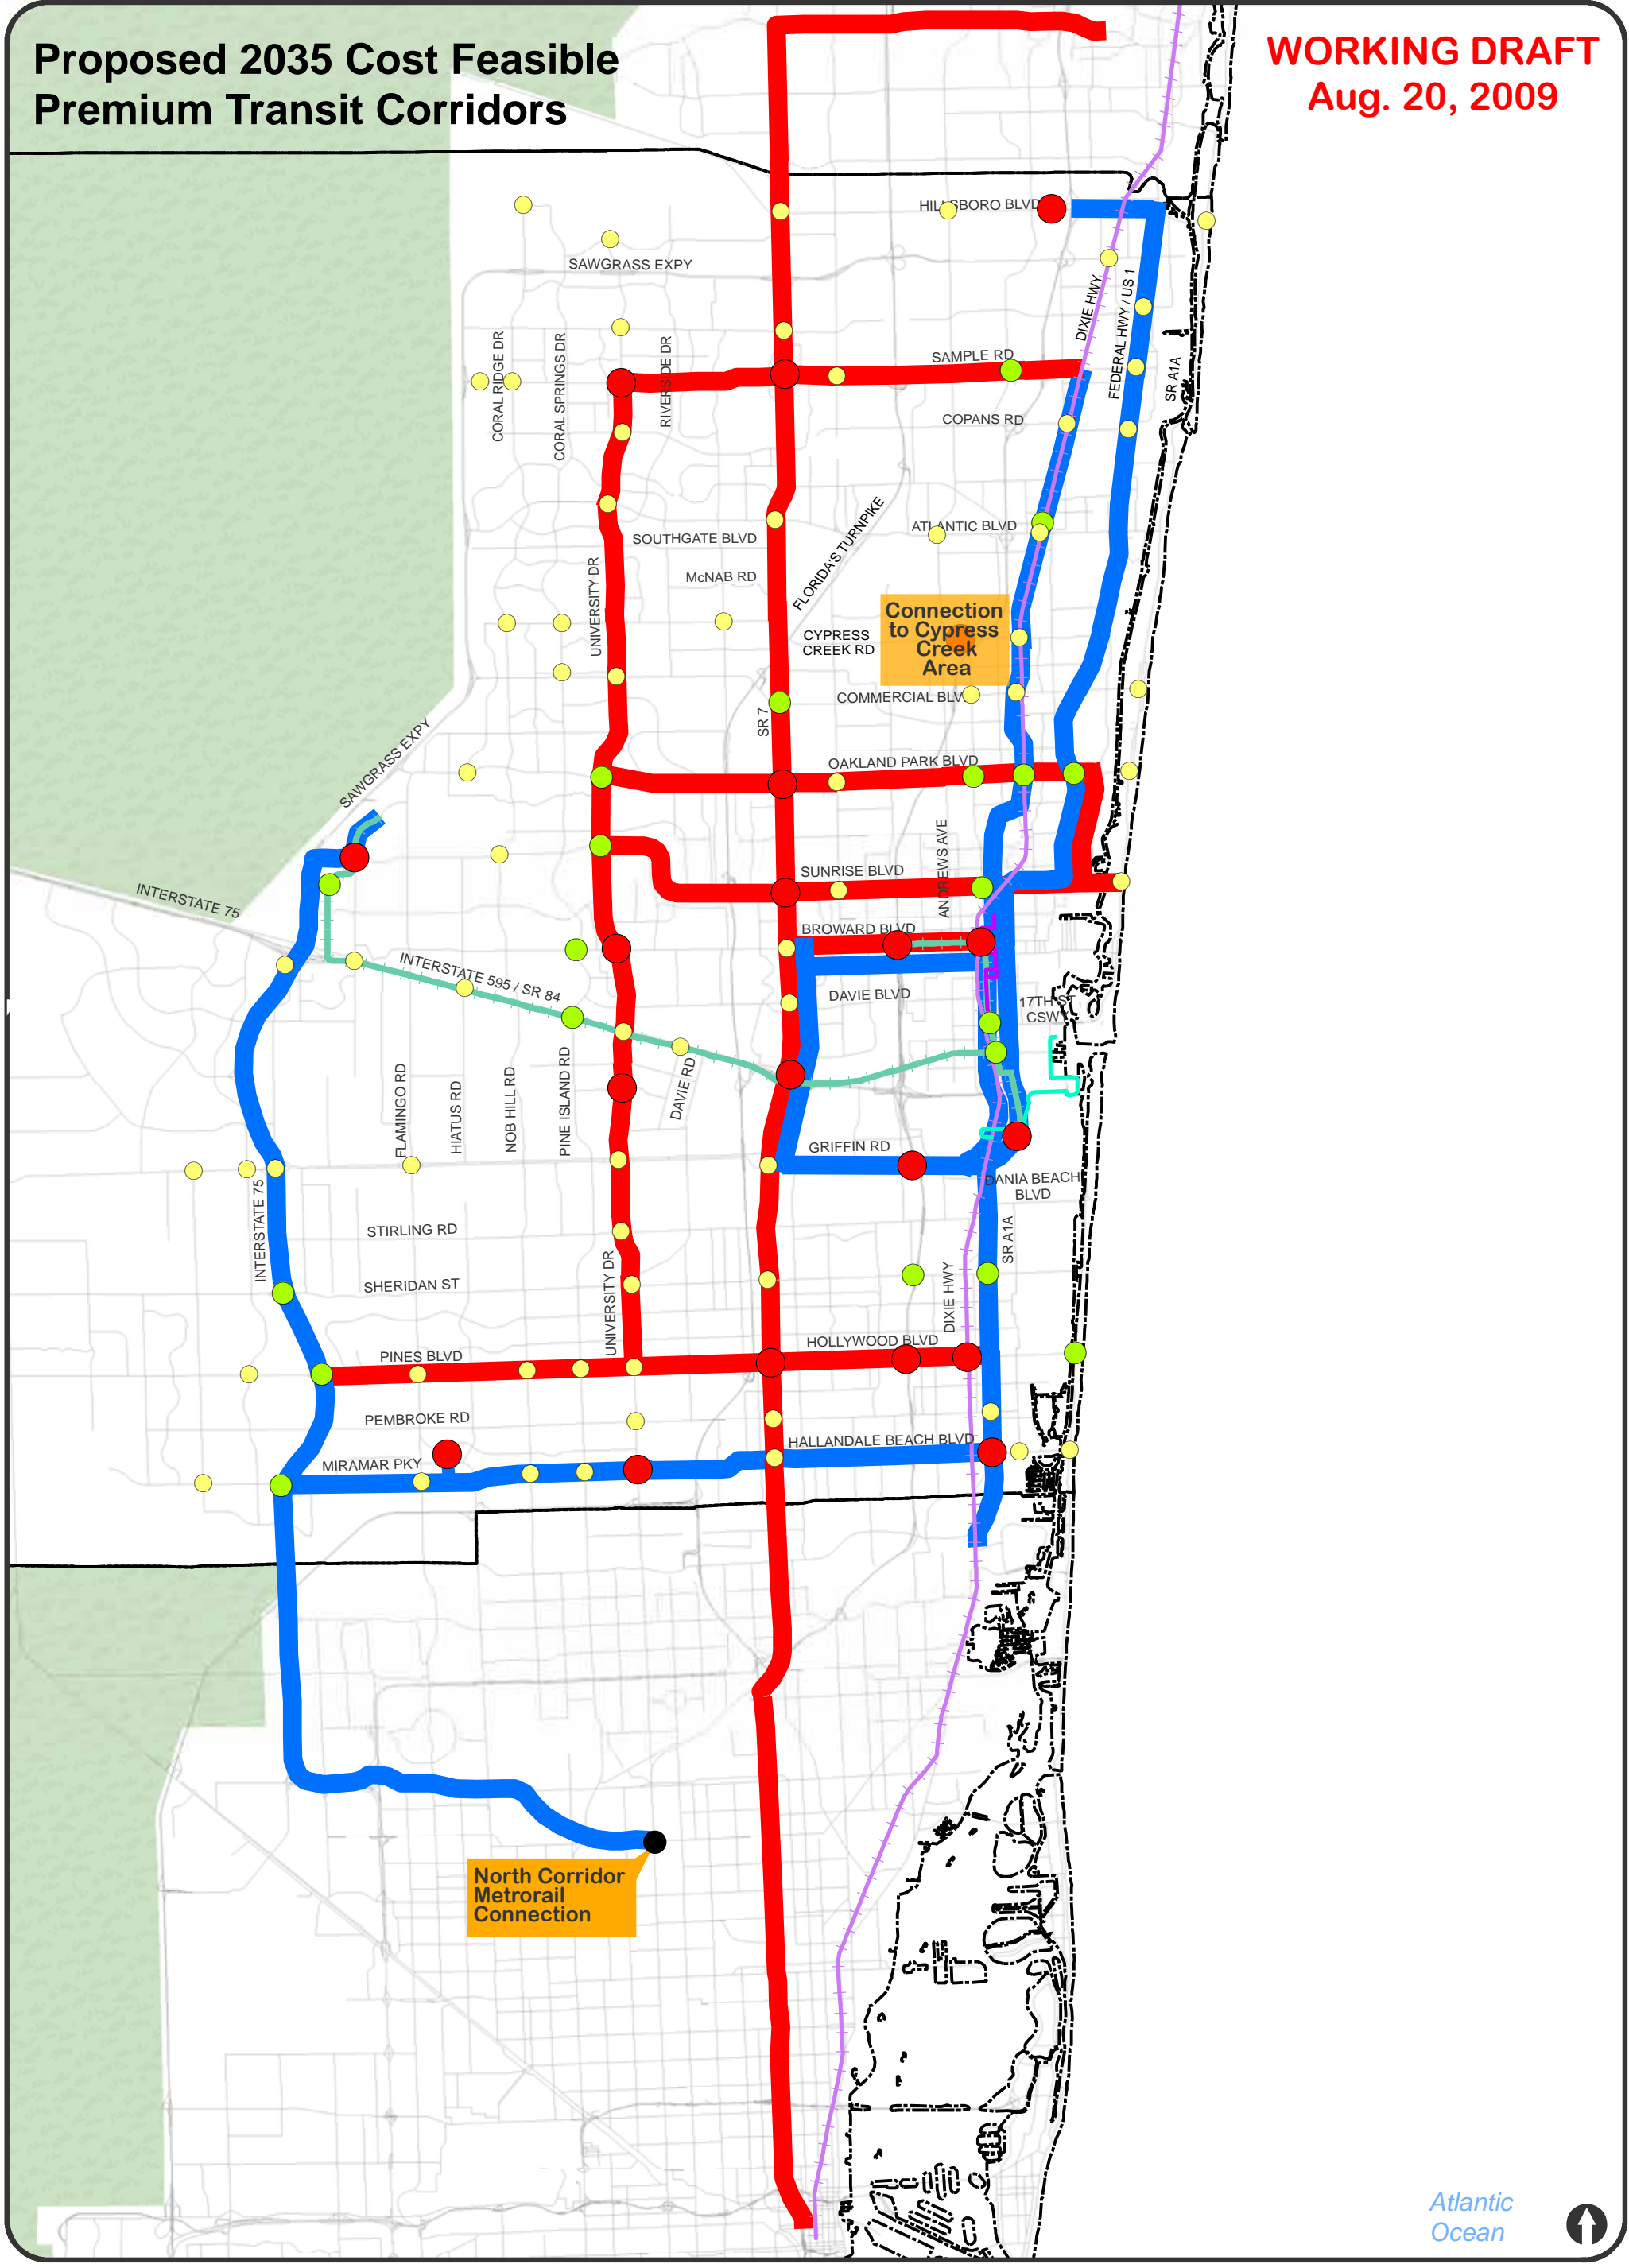 Proposed 2035 Cost Feasible
Premium Transit Corridors
WORKING DRAFT
Aug. 20, 2009
HILLSBORO BLVD
SAWGRASS EXPY
DIXIE HWY
FEDERAL HWY / US 1
SR A1A
CORAL RIDGE DR
CORAL SPRINGS DR
RIVERSIDE DR
SAMPLE RD
COPANS RD
ATLANTIC BLVD
SOUTHGATE BLVD
McNAB RD
FLORIDA'S TURNPIKE
UNIVERSITY DR
Connection
to Cypress
Creek
Area
CYPRESS
CREEK RD
COMMERCIAL BLV
SR 7
SAWGRASS EXPY
OAKLAND PARK BLVD
ANDREWS AVE
SUNRISE BLVD
INTERSTATE 75
BROWARD BLVD
INTERSTATE 595 / SR 84
DAVIE BLVD
17TH ST
CSWY
FLAMINGO RD
HIATUS RD
NOB HILL RD
PINE ISLAND RD
DAVIE RD
GRIFFIN RD
DANIA BEACH
BLVD
INTERSTATE 75
STIRLING RD
SR A1A
SHERIDAN ST
UNIVERSITY DR
DIXIE HWY
HOLLYWOOD BLVD
PINES BLVD
PEMBROKE RD
HALLANDALE BEACH BLVD
MIRAMAR PKY
North Corridor
Metrorail
Connection
Atlantic
Ocean